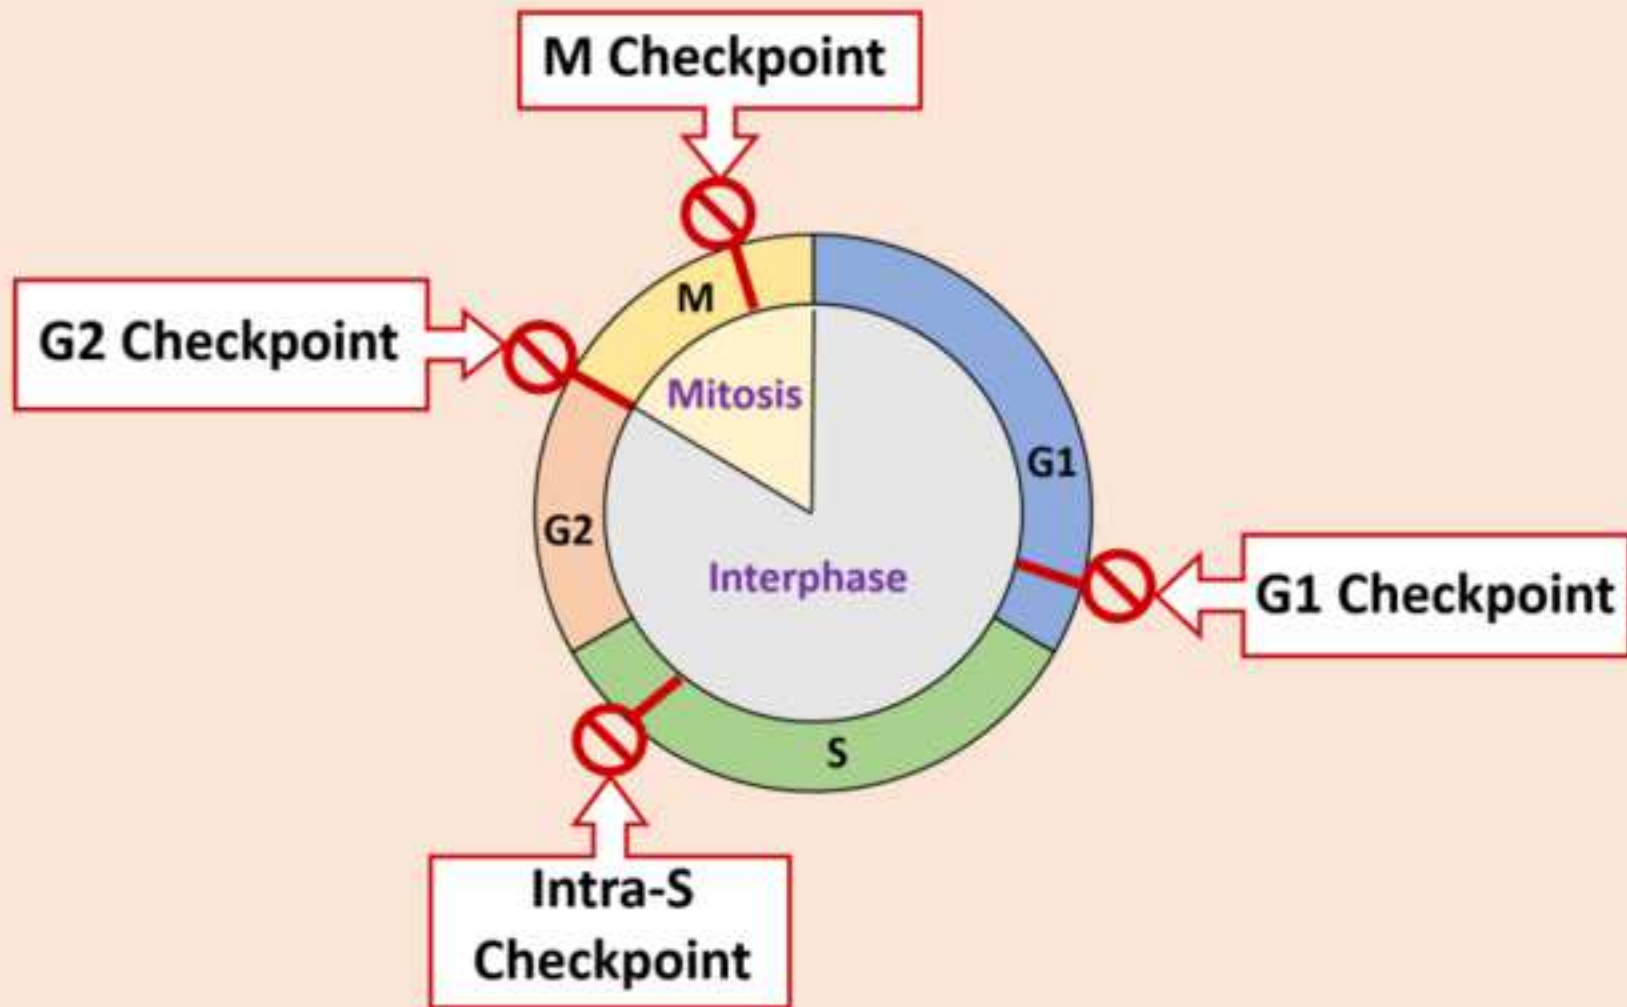 M Checkpoint
G2 Checkpoint
M
Mitosis
G1
G2
Interphase
G1 Checkpoint
S
Intra-S
Checkpoint